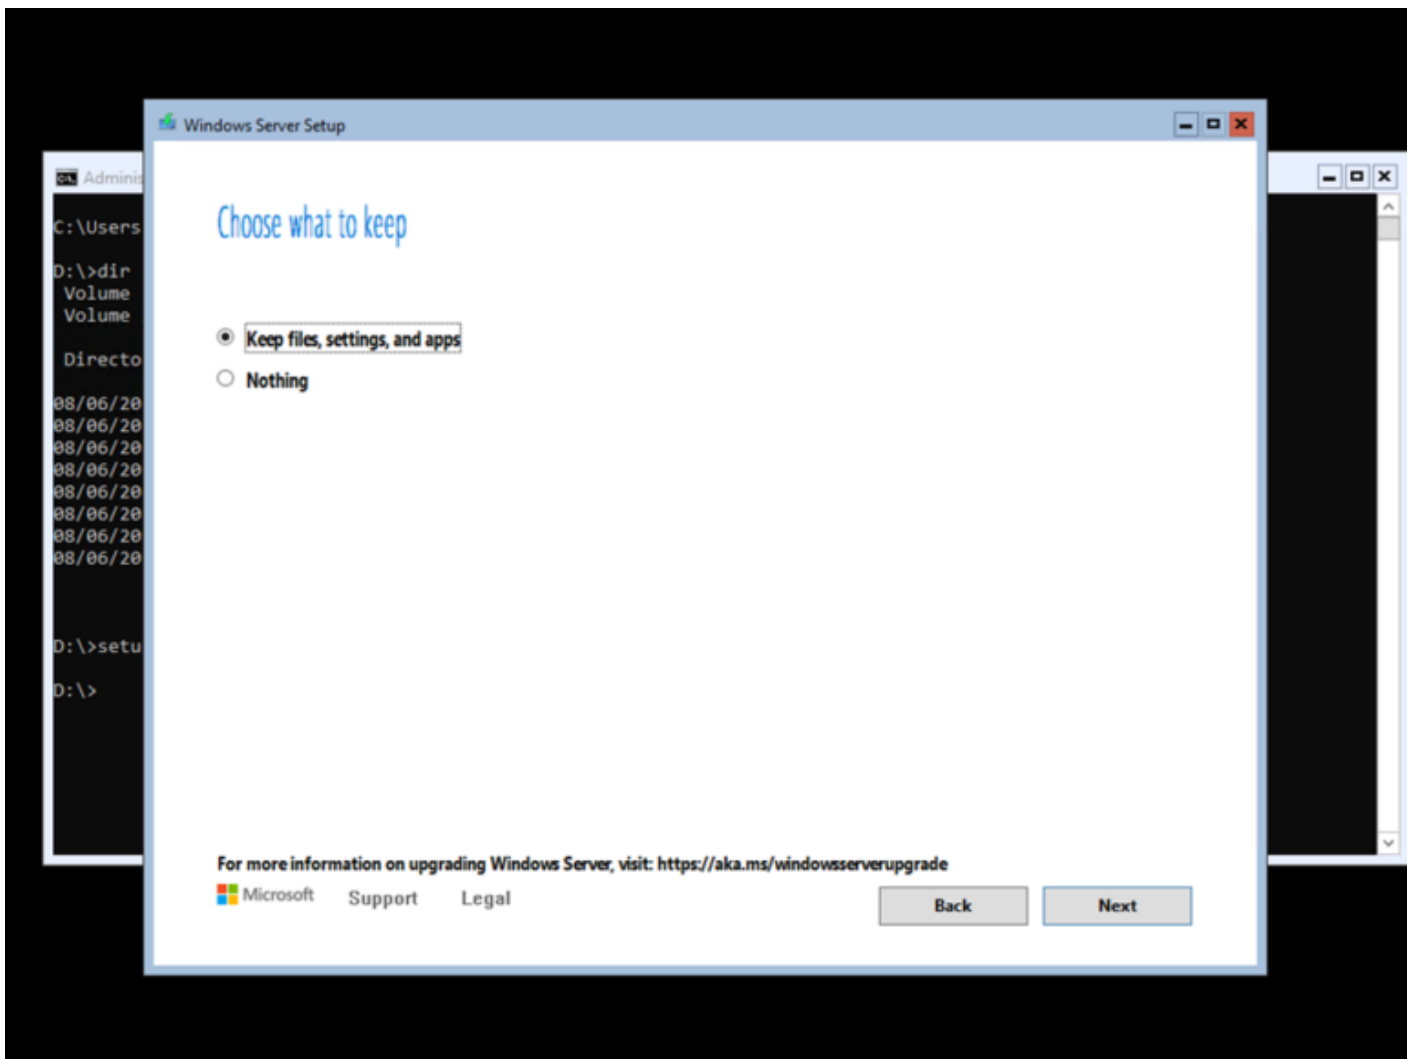 Windows Server Setup
Adminis
C:\Users
D:\>dir
Volume
Volume
Directo
08/06/20
08/06/20
08/06/20
08/06/20
08/06/20
08/06/20
08/06/20
08/06/20
D:\>setu
D:\>
Choose what to keep
Keep files, settings, and apps
Nothing
For more information on upgrading Windows Server, visit: https://aka.ms/windowsserverupgrade
Microsoft Support Legal
Back Next